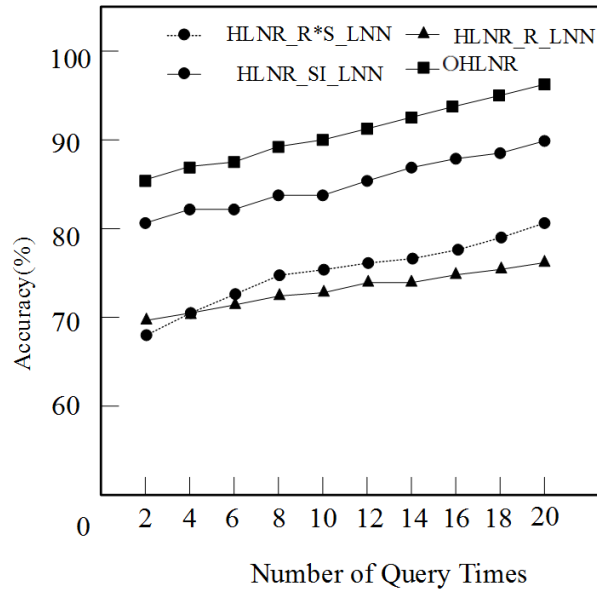 HLNR_R*S_LNN
HLNR_R_LNN
HLNR_SI_LNN
OHLNR
100
90
80
70
60
0
Accuracy(%)
2 4 6 8 10 12 14 16 18 20
Number of Query Times